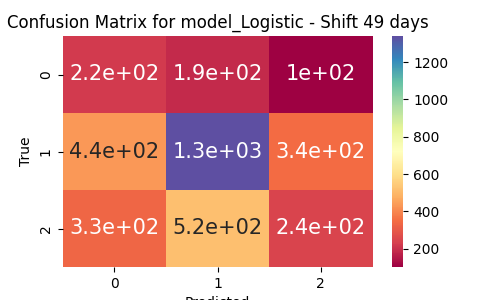 Confusion Matrix for model_Logistic - Shift 49 days
0 2.2e+02 1.9e+02 1e+02
1 4.4e+02 1.3e+03 3.4e+02
2 3.3e+02 5.2e+02 2.4e+02
True
0 1 2
Predicted
1200
1000
800
600
400
200